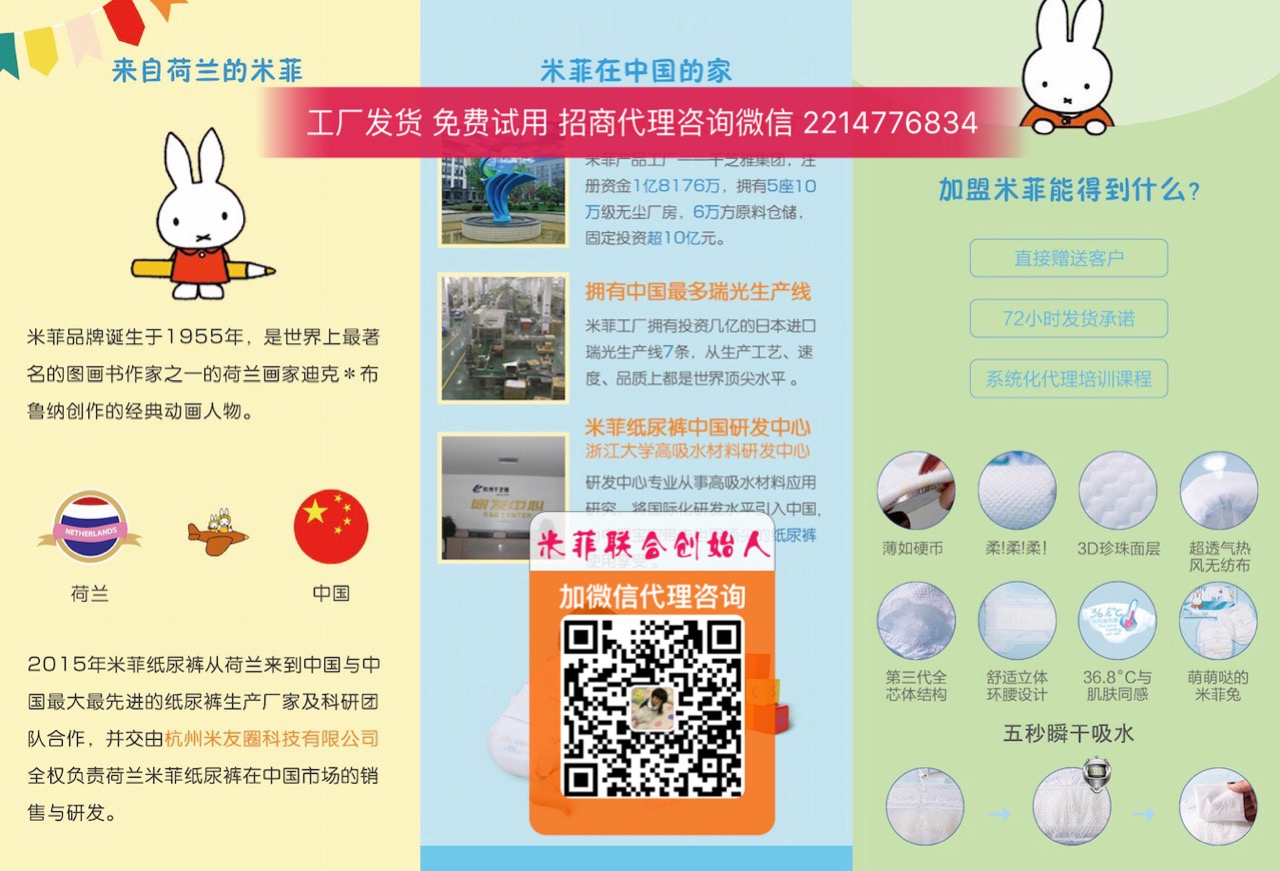 来自荷兰的米菲
米菲品牌诞生于1955年，是世界上最著
名的图画书作家之一的荷兰画家迪克＊布
鲁纳创作的经典动画人物。
NETHERLANDS
荷兰
中国
2015年米菲纸尿裤从荷兰来到中国与中
国最大最先进的纸尿裤生产厂家及科研团
队合作，并交由杭州米友圈科技有限公司
全权负责荷兰米菲纸尿裤在中国市场的销
售与研发。
米菲在中国的家
工厂发货 免费试用 招商代理咨询微信 2214776834
米菲产品工厂——千芝雅集团，注
册资金1亿8176万，拥有5座10
万级无尘厂房，6万方原料仓储，
固定投资超10亿元。
拥有中国最多瑞光生产线
米菲工厂拥有投资几亿的日本进口
瑞光生产线7条，从生产工艺、速
度、品质上都是世界顶尖水平 。
米菲纸尿裤中国研发中心
浙江大学高吸水材料研发中心
研发中心专业从事高吸水材料应用
研究，将国际化研发水平引入中国，
纸尿裤
研发中心
米菲联合创始人
加微信代理咨询
加盟米菲能得到什么?
直接赠送客户
72小时发货承诺
系统化代理培训课程
薄如硬币
柔!柔!柔!
3D珍珠面层
超透气热
风无纺布
36.8℃
第三代全
芯体结构
舒适立体
环腰设计
36.8°C与
肌肤同感
萌萌哒的
米菲兔
五秒瞬干吸水